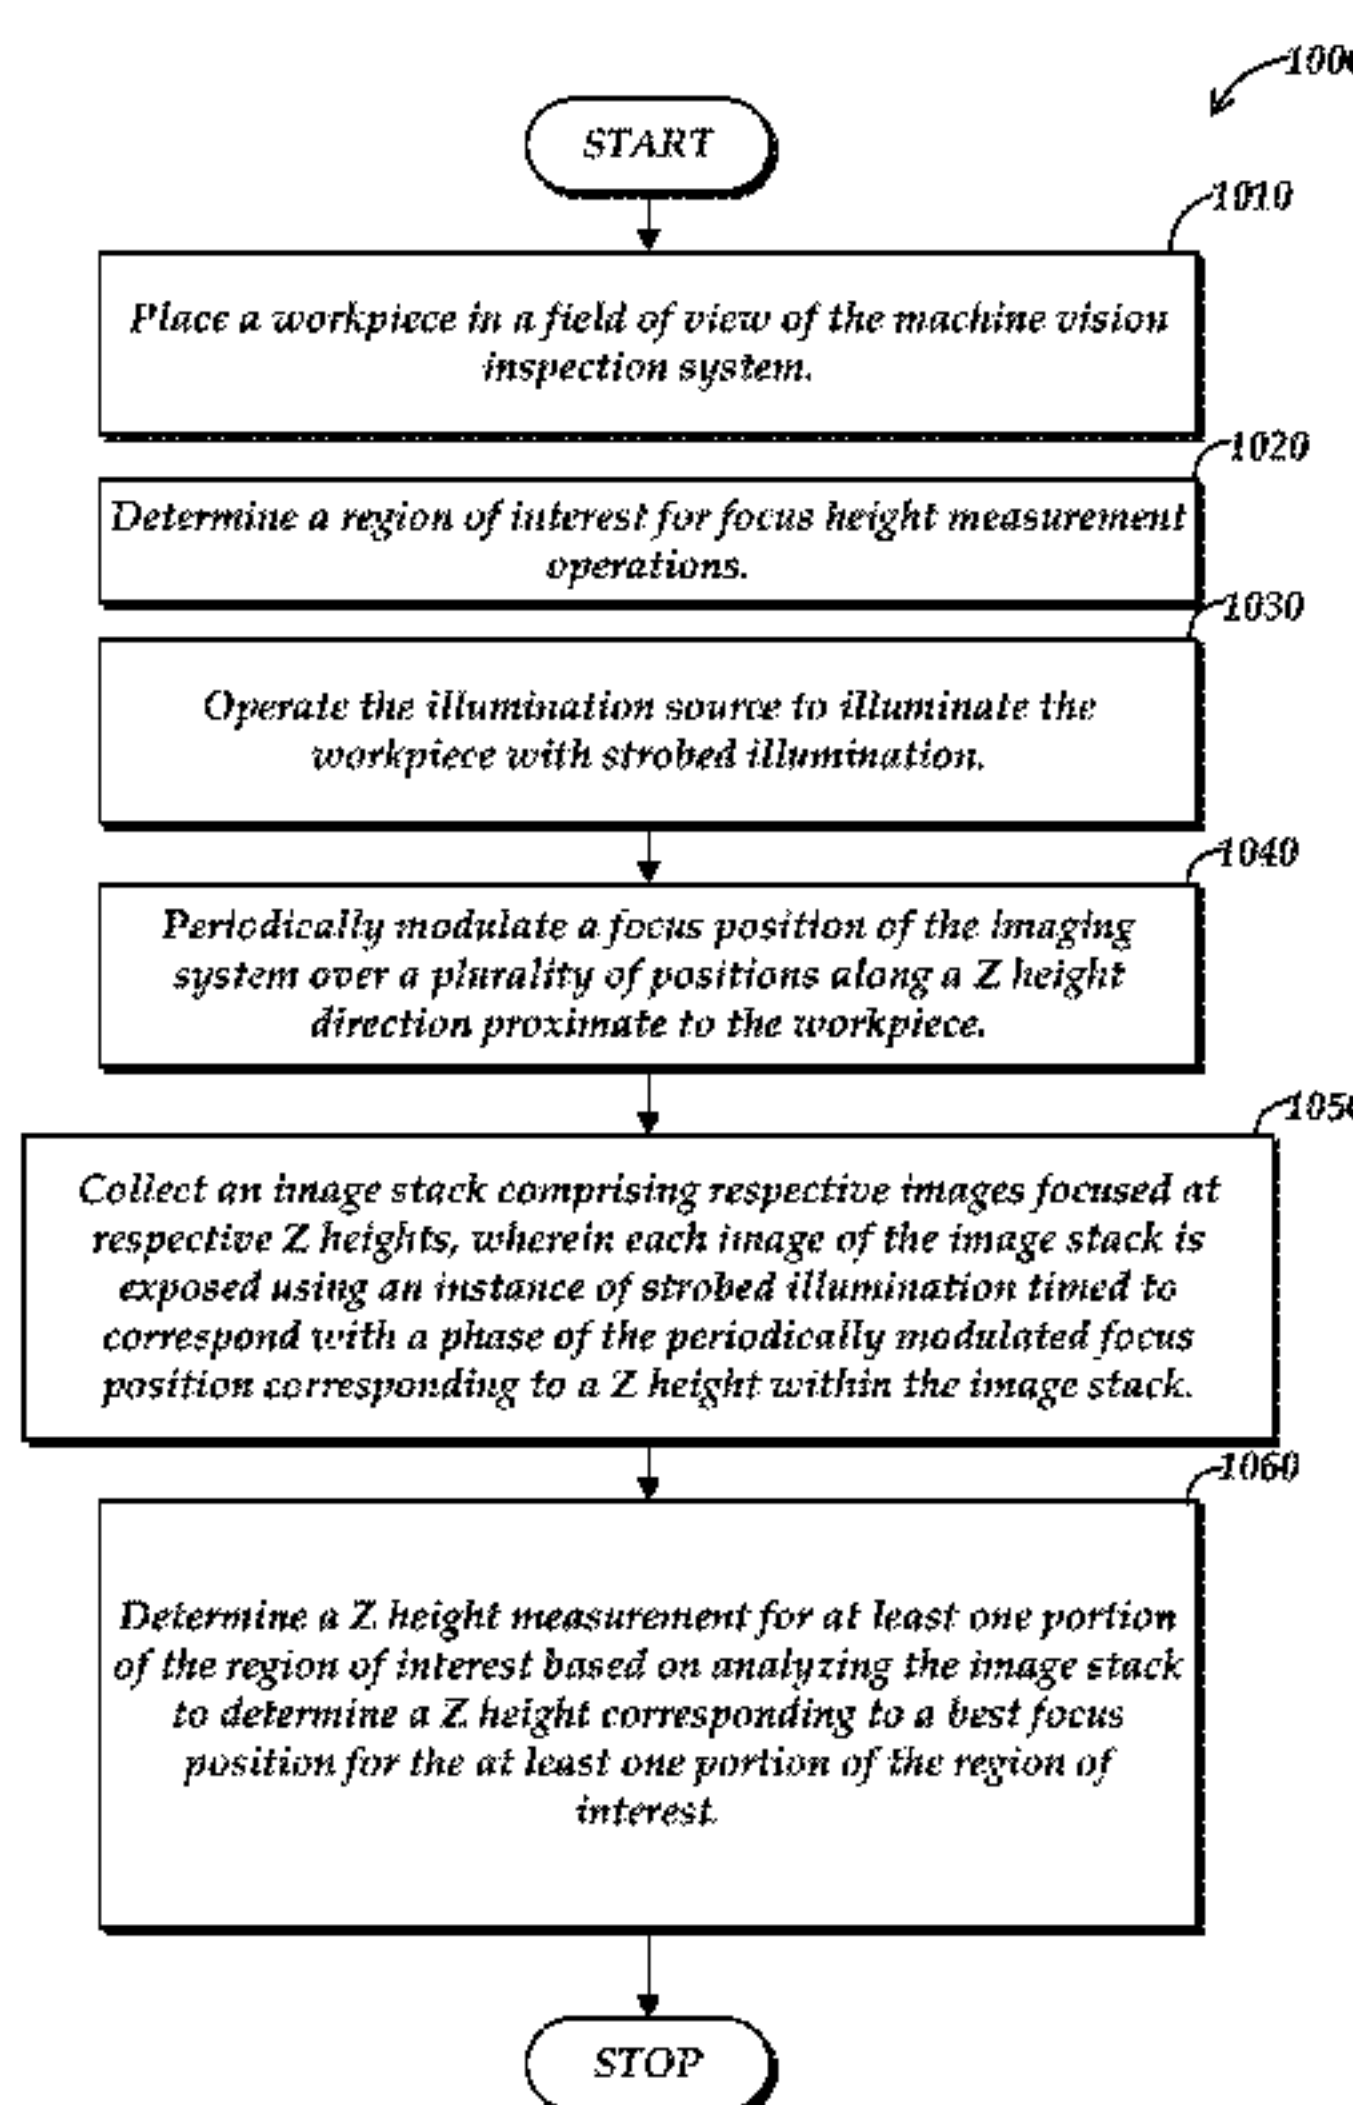 1000
START
1010
Place a workpiece in a field of view of the machine vision
inspection system.
1020
Determine a region of interest for focus height measurement
operations.
1030
Operate the illumination source to illuminate the
workpiece with strobed illumination.
1040
Periodically modulate a focus position of the imaging
system over a plurality of positions along a Z height
direction proximate to the workpiece.
1050
Collect an image stack comprising respective images focused at
respective Z heights, wherein each image of the image stack is
exposed using an instance of strobed illumination timed to
correspond with a phase of the periodically modulated focus
position corresponding to a Z height within the image stack.
1060
Determine a Z height measurement for at least one portion
of the region of interest based on analyzing the image stack
to determine a Z height corresponding to a best focus
position for the at least one portion of the region of
interest.
STOP